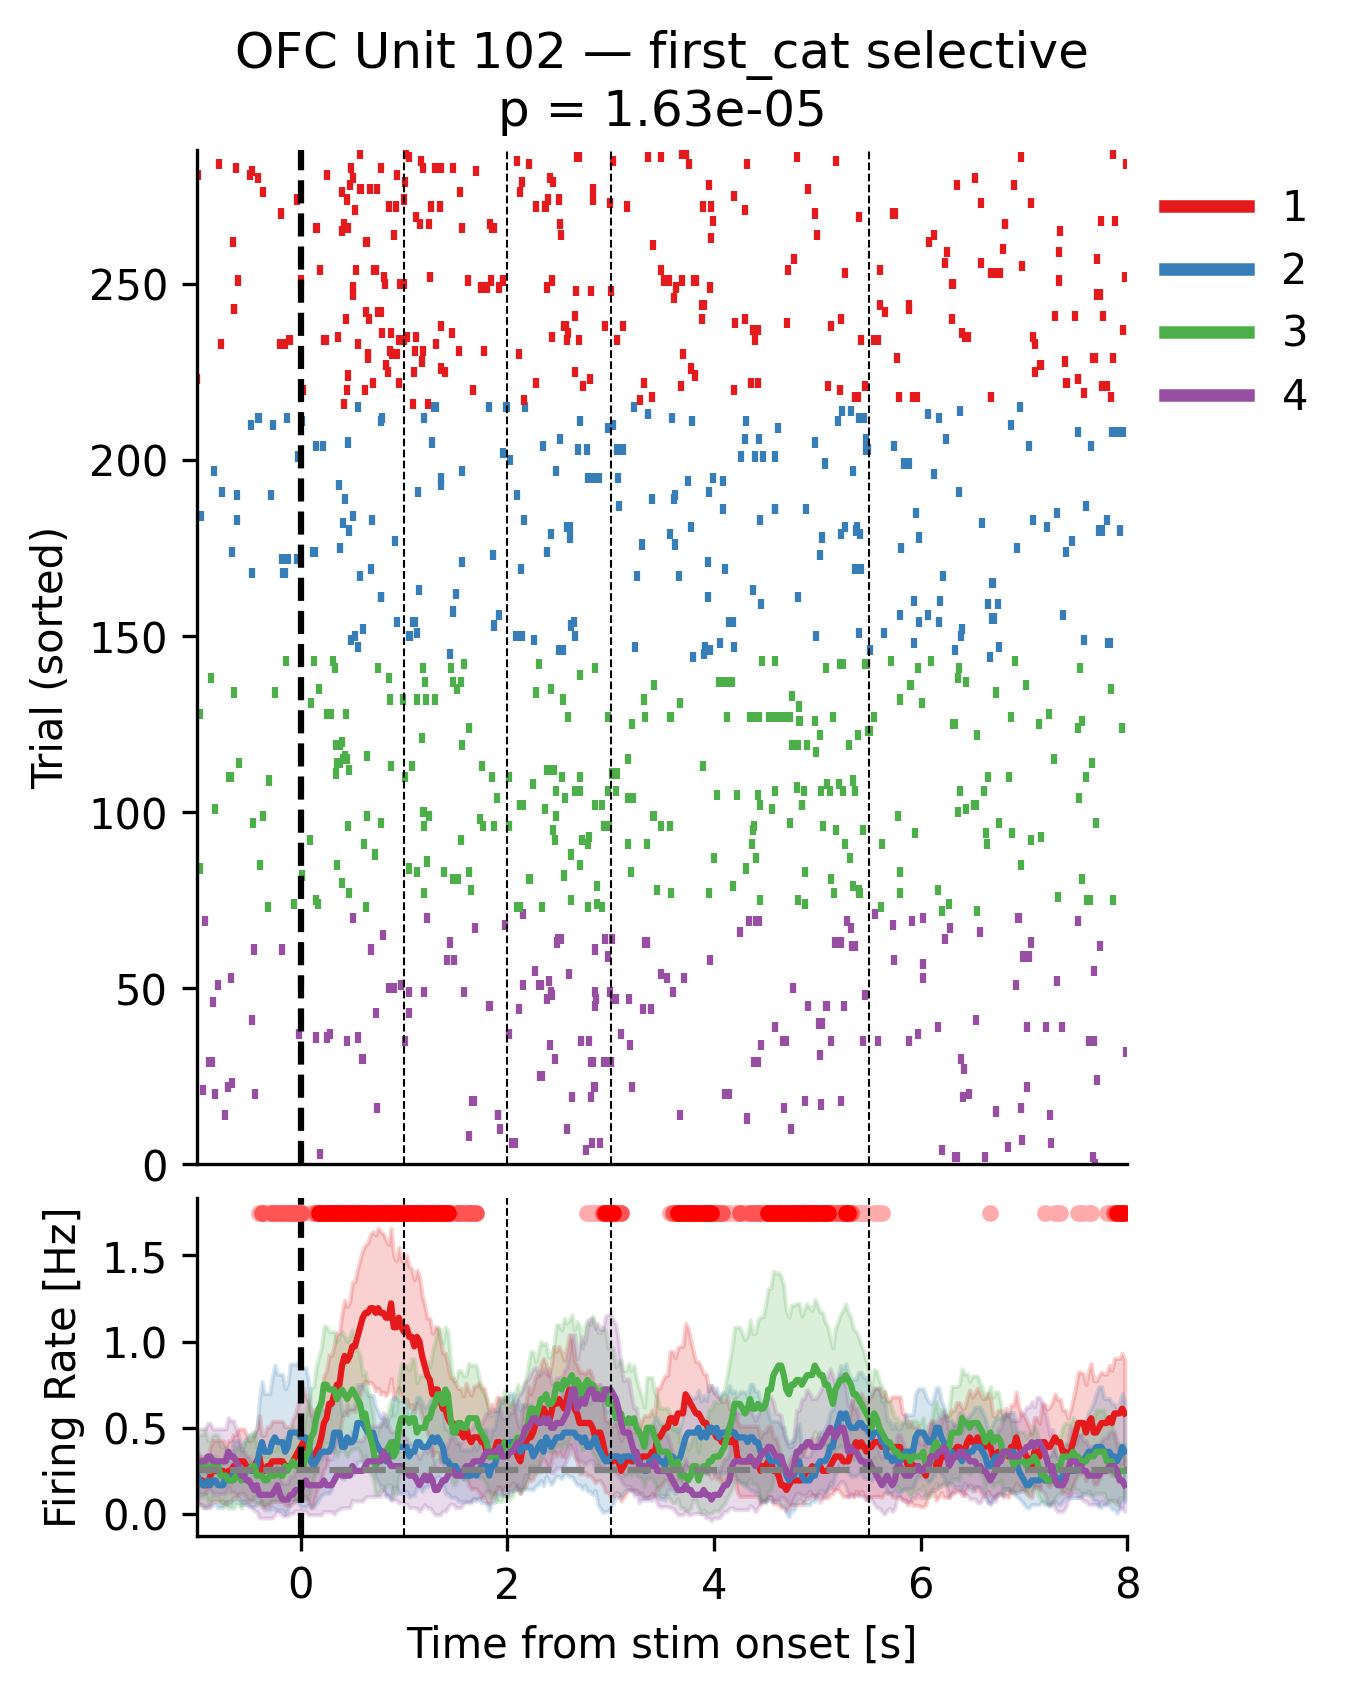 OFC Unit 102 — first_cat selective
p = 1.63e-05
1
2
3
4
Trial (sorted)
250
200
150
100
50
0
Firing Rate [Hz]
1.5
1.0
0.5
0.0
0 2 4 6 8
Time from stim onset [s]